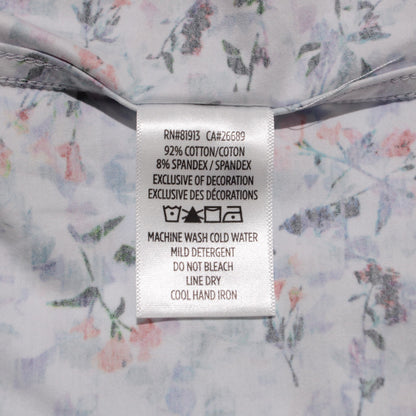 RN#81913 CA#26689
92% COTTON/COTON
8% SPANDEX / SPANDEX
EXCLUSIVE OF DECORATION
EXCLUSIVE DES DÉCORATIONS
MACHINE WASH COLD WATER
MILD DETERGENT
DO NOT BLEACH
LINE DRY
COOL HAND IRON